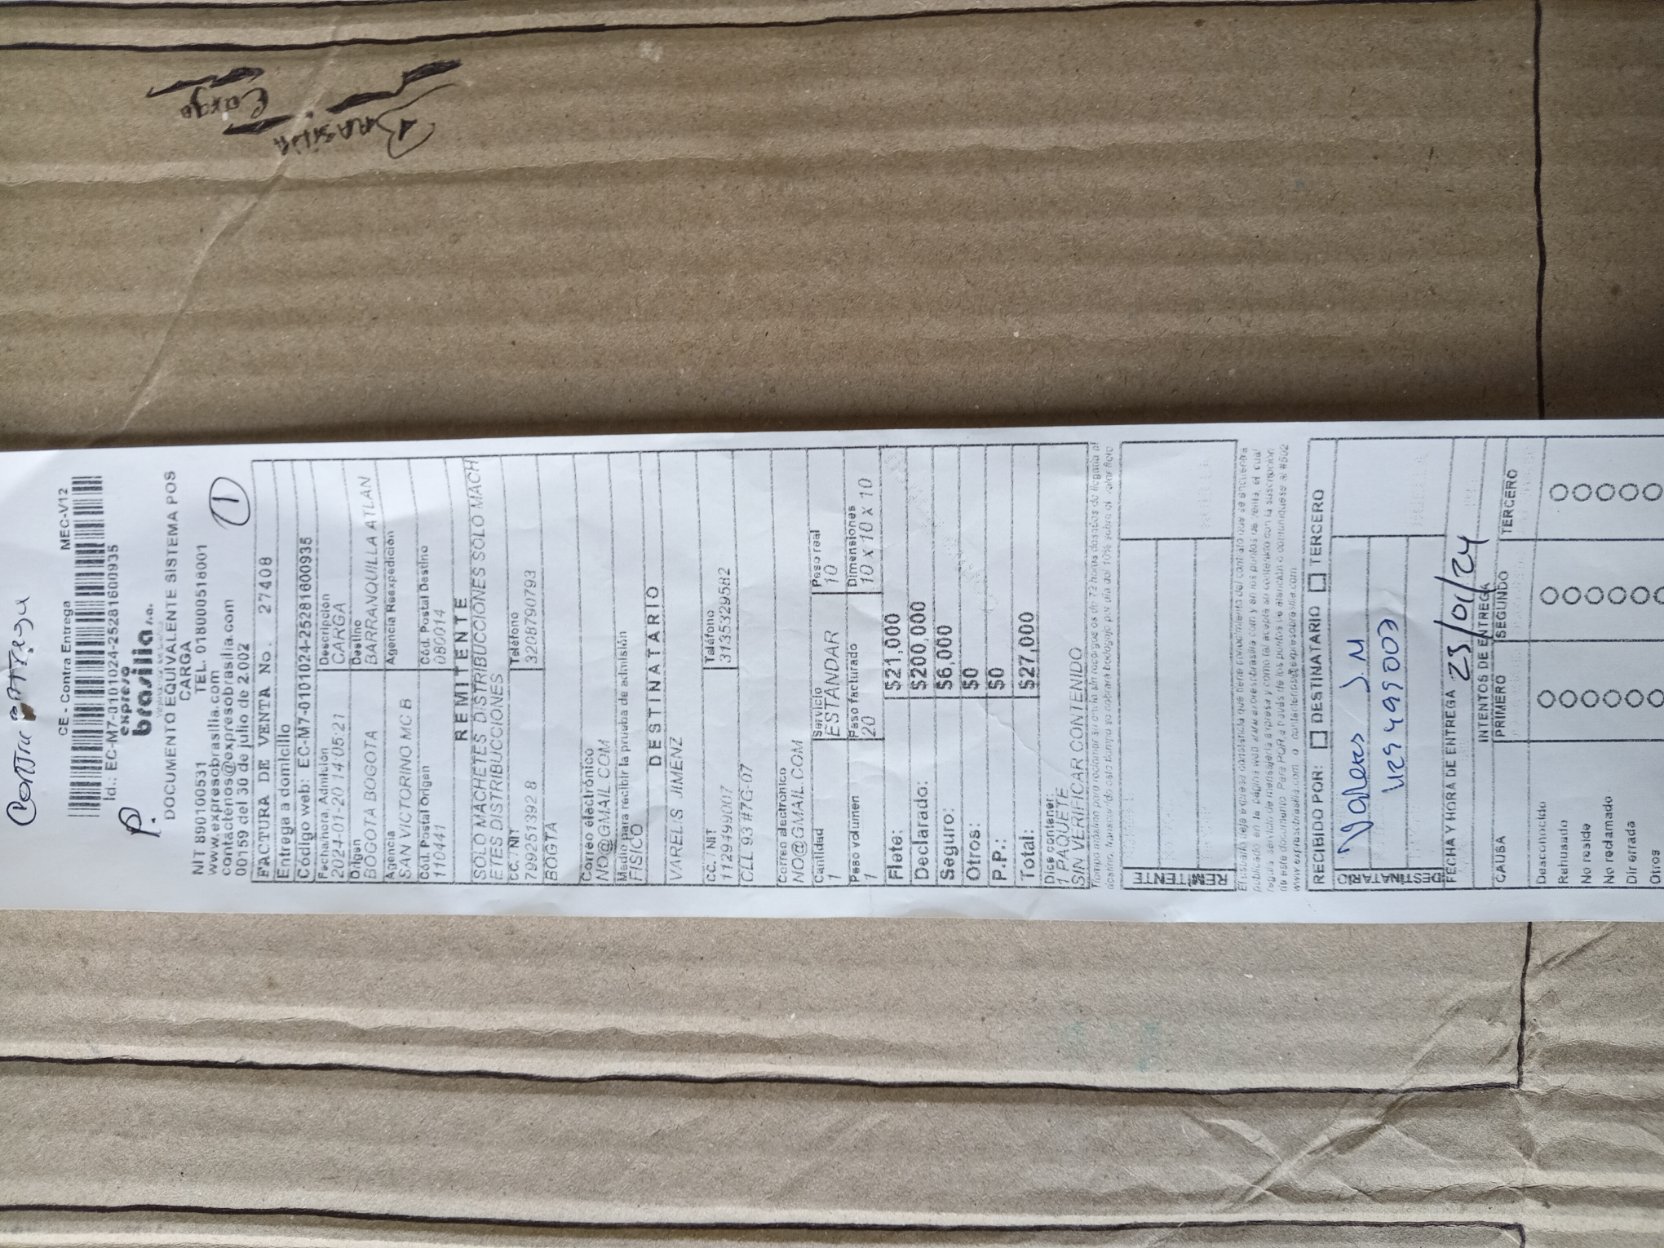 Contra Entrega
CE - Contra Entrega MEC-V12
Id.: EC-M7-0101024-25281600935
P.
expreso
brasilia s.a.
DOCUMENTO EQUIVALENTE SISTEMA POS
CARGA
NIT 890100531 TEL. 018000518001
www.expresobrasilia.com
contactenos@expresobrasilia.com
00159 del 30 de julio de 2.002
1
FACTURA DE VENTA No. 27408
Entrega a domicilio
Código web: EC-M7-0101024-25281600935
Fecha/hora. Admisión Descripcion
2024-01-20 14:05:21 CARGA
Origen Destino
BOGOTA BOGOTA BARRANQUILLA ATLAN
Agencia Agencia Reexpedición
SAN VICTORINO MC B
Cód. Postal Origen Cód. Postal Destino
110441 080014
REMITENTE
SOLO MACHETES DISTRIBUCCIONES SOLO MACH
ETES DISTRIBUCCIONES
CC. / NIT Teléfono
799251392 8 3208790793
BOGTA
Correo electrónico
NO@GMAIL.COM
Medio para recibir la prueba de admisión
FISICO
DESTINATARIO
VARELIS JIMENZ
CC. / NIT Teléfono
1129499007 3135329582
CLL 93 #7G-07
Correo electronico
NO@GMAIL.COM
Cantidad Servicio Peso real
1 ESTANDAR 10
Peso volumen Peso facturado Dimensiones
1 20 10 X 10 X 10
Flete: $21,000
Declarado: $200,000
Seguro: $6,000
Otros: $0
P.P.: $0
Total: $27,000
Dice contener:
1 PAQUETE
SIN VERIFICAR CONTENIDO
REMITENTE
RECIBIDO POR: DESTINATARIO TERCERO
DESTINATARIO
J.M
1129499007
FECHA Y HORA DE ENTREGA 23/01/24
INTENTOS DE ENTREGA
CAUSA PRIMERO SEGUNDO TERCERO
Desconocido
Rehusado
No reside
No reclamado
Dir errada
Otros
Brasilia
Cargo